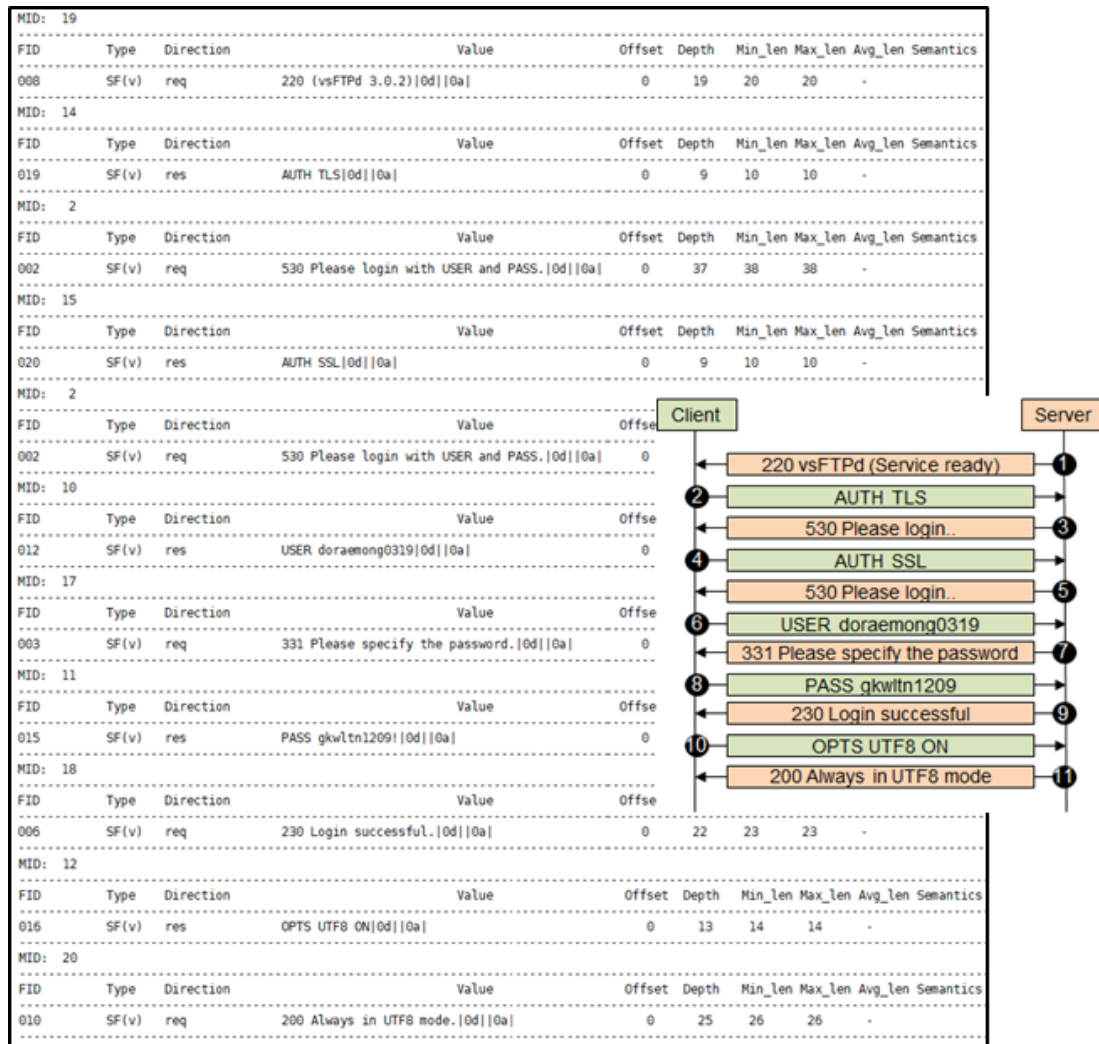 MID: 19
FID Type Direction Value Offset Depth Min_len Max_len Avg_len Semantics
008 SF(v) req 220 (vsFTPd 3.0.2)|0d||0a| 0 19 20 20 -
MID: 14
FID Type Direction Value Offset Depth Min_len Max_len Avg_len Semantics
019 SF(v) res AUTH TLS|0d||0a| 0 9 10 10 -
MID: 2
FID Type Direction Value Offset Depth Min_len Max_len Avg_len Semantics
002 SF(v) req 530 Please login with USER and PASS.|0d||0a| 0 37 38 38 -
MID: 15
FID Type Direction Value Offset Depth Min_len Max_len Avg_len Semantics
020 SF(v) res AUTH SSL|0d||0a| 0 9 10 10 -
MID: 2
FID Type Direction Value Offse
002 SF(v) req 530 Please login with USER and PASS.|0d||0a| 0
MID: 10
FID Type Direction Value Offse
012 SF(v) res USER doraemong0319|0d||0a| 0
MID: 17
FID Type Direction Value Offse
003 SF(v) req 331 Please specify the password.|0d||0a| 0
MID: 11
FID Type Direction Value Offse
015 SF(v) res PASS gkwltn1209!|0d||0a| 0
MID: 18
FID Type Direction Value Offse
006 SF(v) req 230 Login successful.|0d||0a| 0 22 23 23 -
MID: 12
FID Type Direction Value Offset Depth Min_len Max_len Avg_len Semantics
016 SF(v) res OPTS UTF8 ON|0d||0a| 0 13 14 14 -
MID: 20
FID Type Direction Value Offset Depth Min_len Max_len Avg_len Semantics
010 SF(v) req 200 Always in UTF8 mode.|0d||0a| 0 25 26 26 -
Client Server
220 vsFTPd (Service ready) 1
2 AUTH TLS
530 Please login.. 3
4 AUTH SSL
530 Please login.. 5
6 USER doraemong0319
331 Please specify the password 7
8 PASS gkwltn1209
230 Login successful 9
10 OPTS UTF8 ON
200 Always in UTF8 mode 11